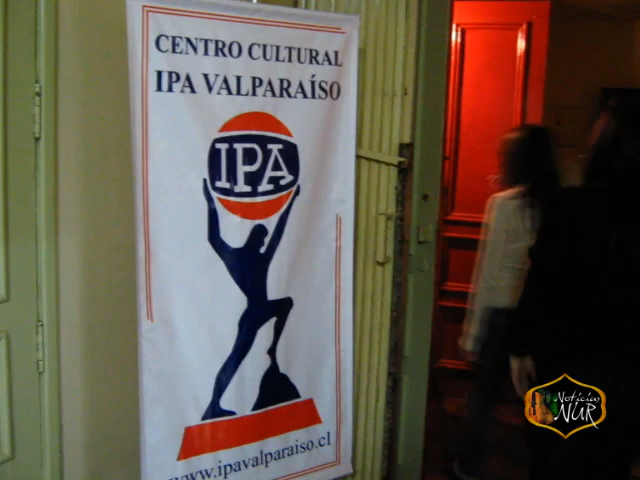 CENTRO CULTURAL
IPA VALPARAÍSO
IPA
www.ipavalparaiso.cl
Noticias
NUR